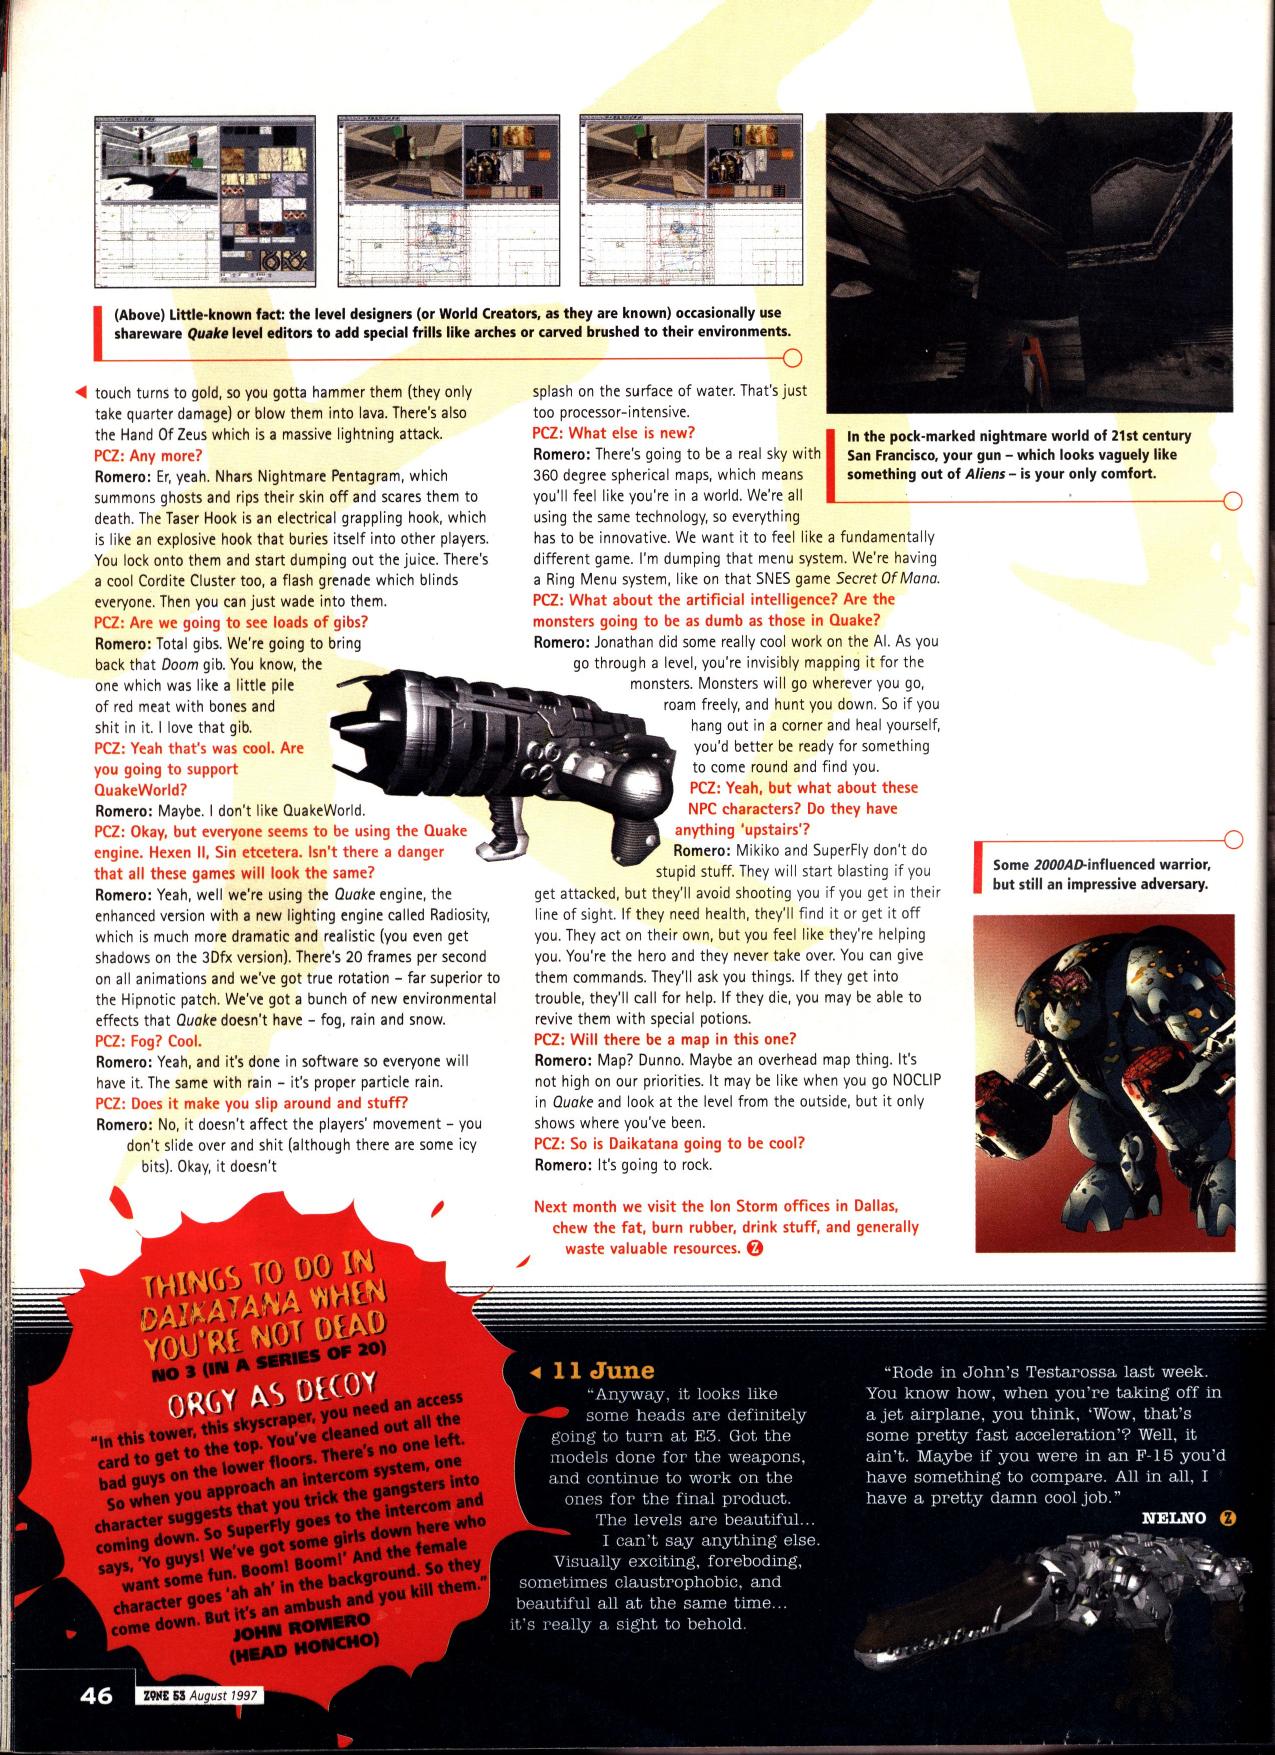 (Above) Little-known fact: the level designers (or World Creators, as they are known) occasionally use
shareware Quake level editors to add special frills like arches or carved brushed to their environments.
In the pock-marked nightmare world of 21st century
San Francisco, your gun – which looks vaguely like
something out of Aliens – is your only comfort.
touch turns to gold, so you gotta hammer them (they only
take quarter damage) or blow them into lava. There's also
the Hand Of Zeus which is a massive lightning attack.
PCZ: Any more?
Romero: Er, yeah. Nhars Nightmare Pentagram, which
summons ghosts and rips their skin off and scares them to
death. The Taser Hook is an electrical grappling hook, which
is like an explosive hook that buries itself into other players.
You lock onto them and start dumping out the juice. There's
a cool Cordite Cluster too, a flash grenade which blinds
everyone. Then you can just wade into them.
PCZ: Are we going to see loads of gibs?
Romero: Total gibs. We're going to bring
back that Doom gib. You know, the
one which was like a little pile
of red meat with bones and
shit in it. I love that gib.
PCZ: Yeah that's was cool. Are
you going to support
QuakeWorld?
Romero: Maybe. I don't like QuakeWorld.
PCZ: Okay, but everyone seems to be using the Quake
engine. Hexen II, Sin etcetera. Isn't there a danger
that all these games will look the same?
Romero: Yeah, well we're using the Quake engine, the
enhanced version with a new lighting engine called Radiosity,
which is much more dramatic and realistic (you even get
shadows on the 3Dfx version). There's 20 frames per second
on all animations and we've got true rotation – far superior to
the Hipnotic patch. We've got a bunch of new environmental
effects that Quake doesn't have – fog, rain and snow.
PCZ: Fog? Cool.
Romero: Yeah, and it's done in software so everyone will
have it. The same with rain – it's proper particle rain.
PCZ: Does it make you slip around and stuff?
Romero: No, it doesn't affect the players' movement – you
don't slide over and shit (although there are some icy
bits). Okay, it doesn't
splash on the surface of water. That's just
too processor-intensive.
PCZ: What else is new?
Romero: There's going to be a real sky with
360 degree spherical maps, which means
you'll feel like you're in a world. We're all
using the same technology, so everything
has to be innovative. We want it to feel like a fundamentally
different game. I'm dumping that menu system. We're having
a Ring Menu system, like on that SNES game Secret Of Mana.
PCZ: What about the artificial intelligence? Are the
monsters going to be as dumb as those in Quake?
Romero: Jonathan did some really cool work on the AI. As you
go through a level, you're invisibly mapping it for the
monsters. Monsters will go wherever you go,
roam freely, and hunt you down. So if you
hang out in a corner and heal yourself,
you'd better be ready for something
to come round and find you.
PCZ: Yeah, but what about these
NPC characters? Do they have
anything 'upstairs'?
Romero: Mikiko and SuperFly don't do
stupid stuff. They will start blasting if you
get attacked, but they'll avoid shooting you if you get in their
line of sight. If they need health, they'll find it or get it off
you. They act on their own, but you feel like they're helping
you. You're the hero and they never take over. You can give
them commands. They'll ask you things. If they get into
trouble, they'll call for help. If they die, you may be able to
revive them with special potions.
PCZ: Will there be a map in this one?
Romero: Map? Dunno. Maybe an overhead map thing. It's
not high on our priorities. It may be like when you go NOCLIP
in Quake and look at the level from the outside, but it only
shows where you've been.
PCZ: So is Daikatana going to be cool?
Romero: It's going to rock.
Next month we visit the Ion Storm offices in Dallas,
chew the fat, burn rubber, drink stuff, and generally
waste valuable resources. Z
Some 2000AD-influenced warrior,
but still an impressive adversary.
THINGS TO DO IN
DAIKATANA WHEN
YOU'RE NOT DEAD
NO 3 (IN A SERIES OF 20)
ORGY AS DECOY
"In this tower, this skyscraper, you need an access
card to get to the top. You've cleaned out all the
bad guys on the lower floors. There's no one left.
So when you approach an intercom system, one
character suggests that you trick the gangsters into
coming down. So SuperFly goes to the intercom and
says, 'Yo guys! We've got some girls down here who
want some fun. Boom! Boom!' And the female
character goes 'ah ah' in the background. So they
come down. But it's an ambush and you kill them."
JOHN ROMERO
(HEAD HONCHO)
11 June
"Anyway, it looks like
some heads are definitely
going to turn at E3. Got the
models done for the weapons,
and continue to work on the
ones for the final product.
The levels are beautiful...
I can't say anything else.
Visually exciting, foreboding,
sometimes claustrophobic, and
beautiful all at the same time...
it's really a sight to behold.
"Rode in John's Testarossa last week.
You know how, when you're taking off in
a jet airplane, you think, 'Wow, that's
some pretty fast acceleration'? Well, it
ain't. Maybe if you were in an F-15 you'd
have something to compare. All in all, I
have a pretty damn cool job."
NELNO Z
46 ZONE 53 August 1997